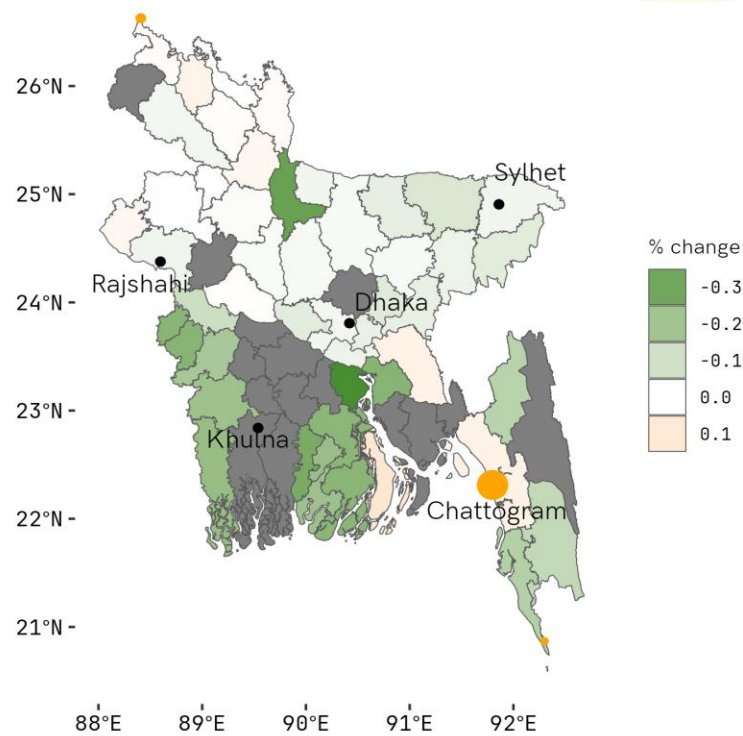 26°N
Sylhet
25°N
% change
-0.3
Rajshahi
24°N
Dhaka
-0.2
-0.1
0.0
23°N
Khulna
0.1
22°N
Chattogram
21°N
88°E 89°E 90°E 91°E 92°E